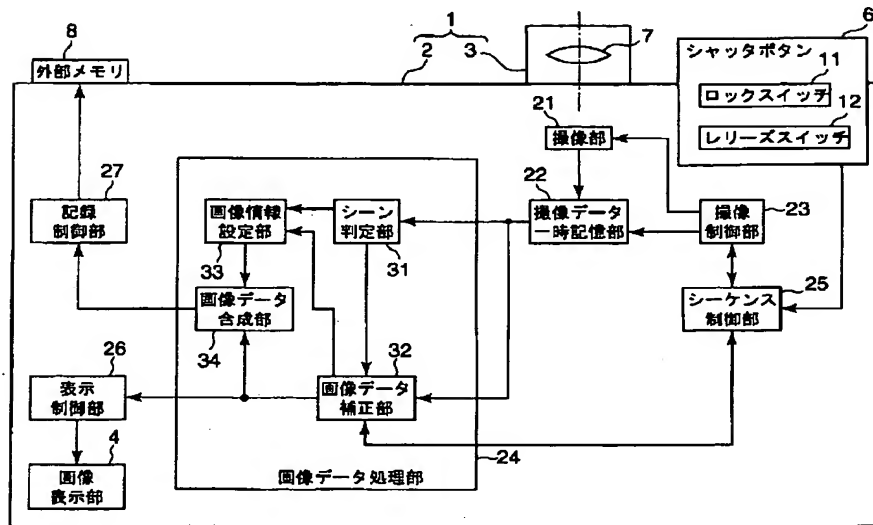 1
2
3
7
8
外部メモリ
6
シャッタボタン
11
ロックスイッチ
12
レリーズスイッチ
21
撮像部
22
撮像データ
一時記憶部
23
撮像
制御部
25
シーケンス
制御部
27
記録
制御部
画像情報
設定部
33
シーン
判定部
31
画像データ
合成部
34
32
画像データ
補正部
26
表示
制御部
4
画像
表示部
24
画像データ処理部